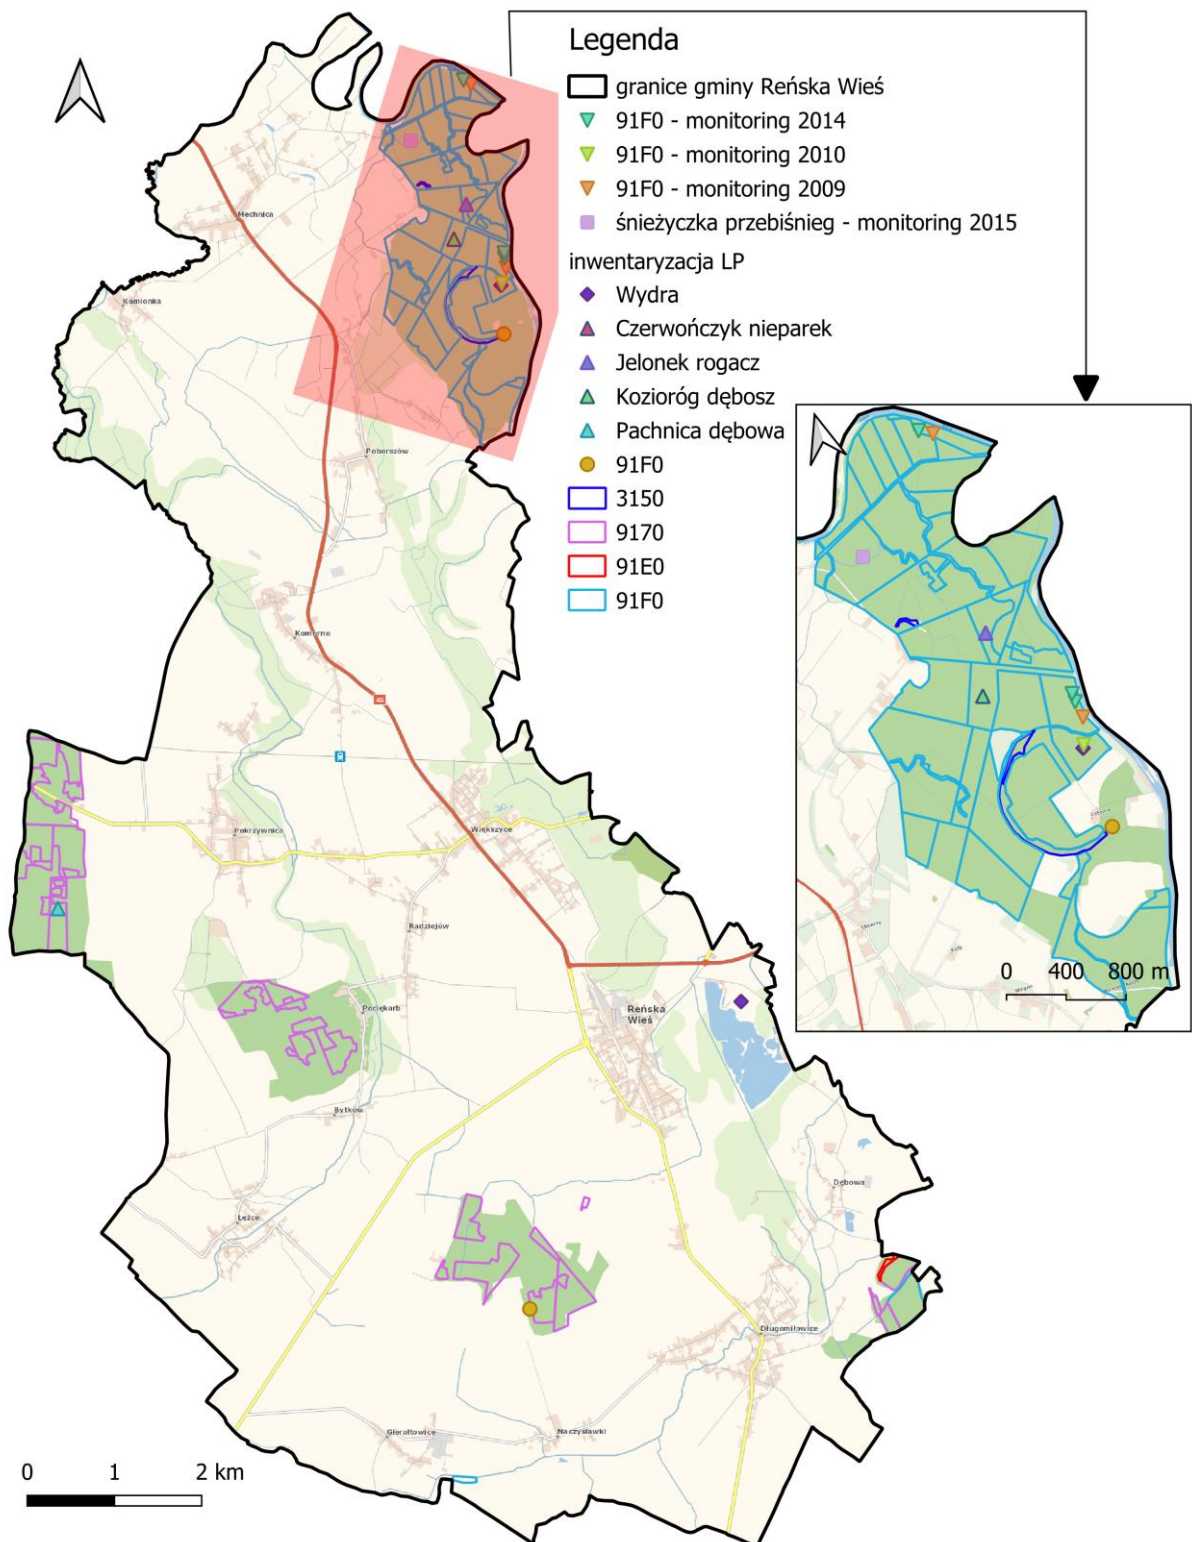 Legenda
granice gminy Reńska Wieś
91F0 - monitoring 2014
91F0 - monitoring 2010
91F0 - monitoring 2009
śnieżyczka przebiśnieg - monitoring 2015
inwentaryzacja LP
Wydra
Czerwończyk nieparek
Jelonek rogacz
Kozioróg dębosz
Pachnica dębowa
91F0
3150
9170
91E0
91F0
Mechnica
Kamionka
Poborszów
Komorno
45
Pokrzywnica
Większyce
Radziejów
Pociękarb
Reńska
Wieś
Bytków
Dębowa
Łężce
Długomiłowice
Gierałtowice
Naczysławki
0 400 800 m
0 1 2 km